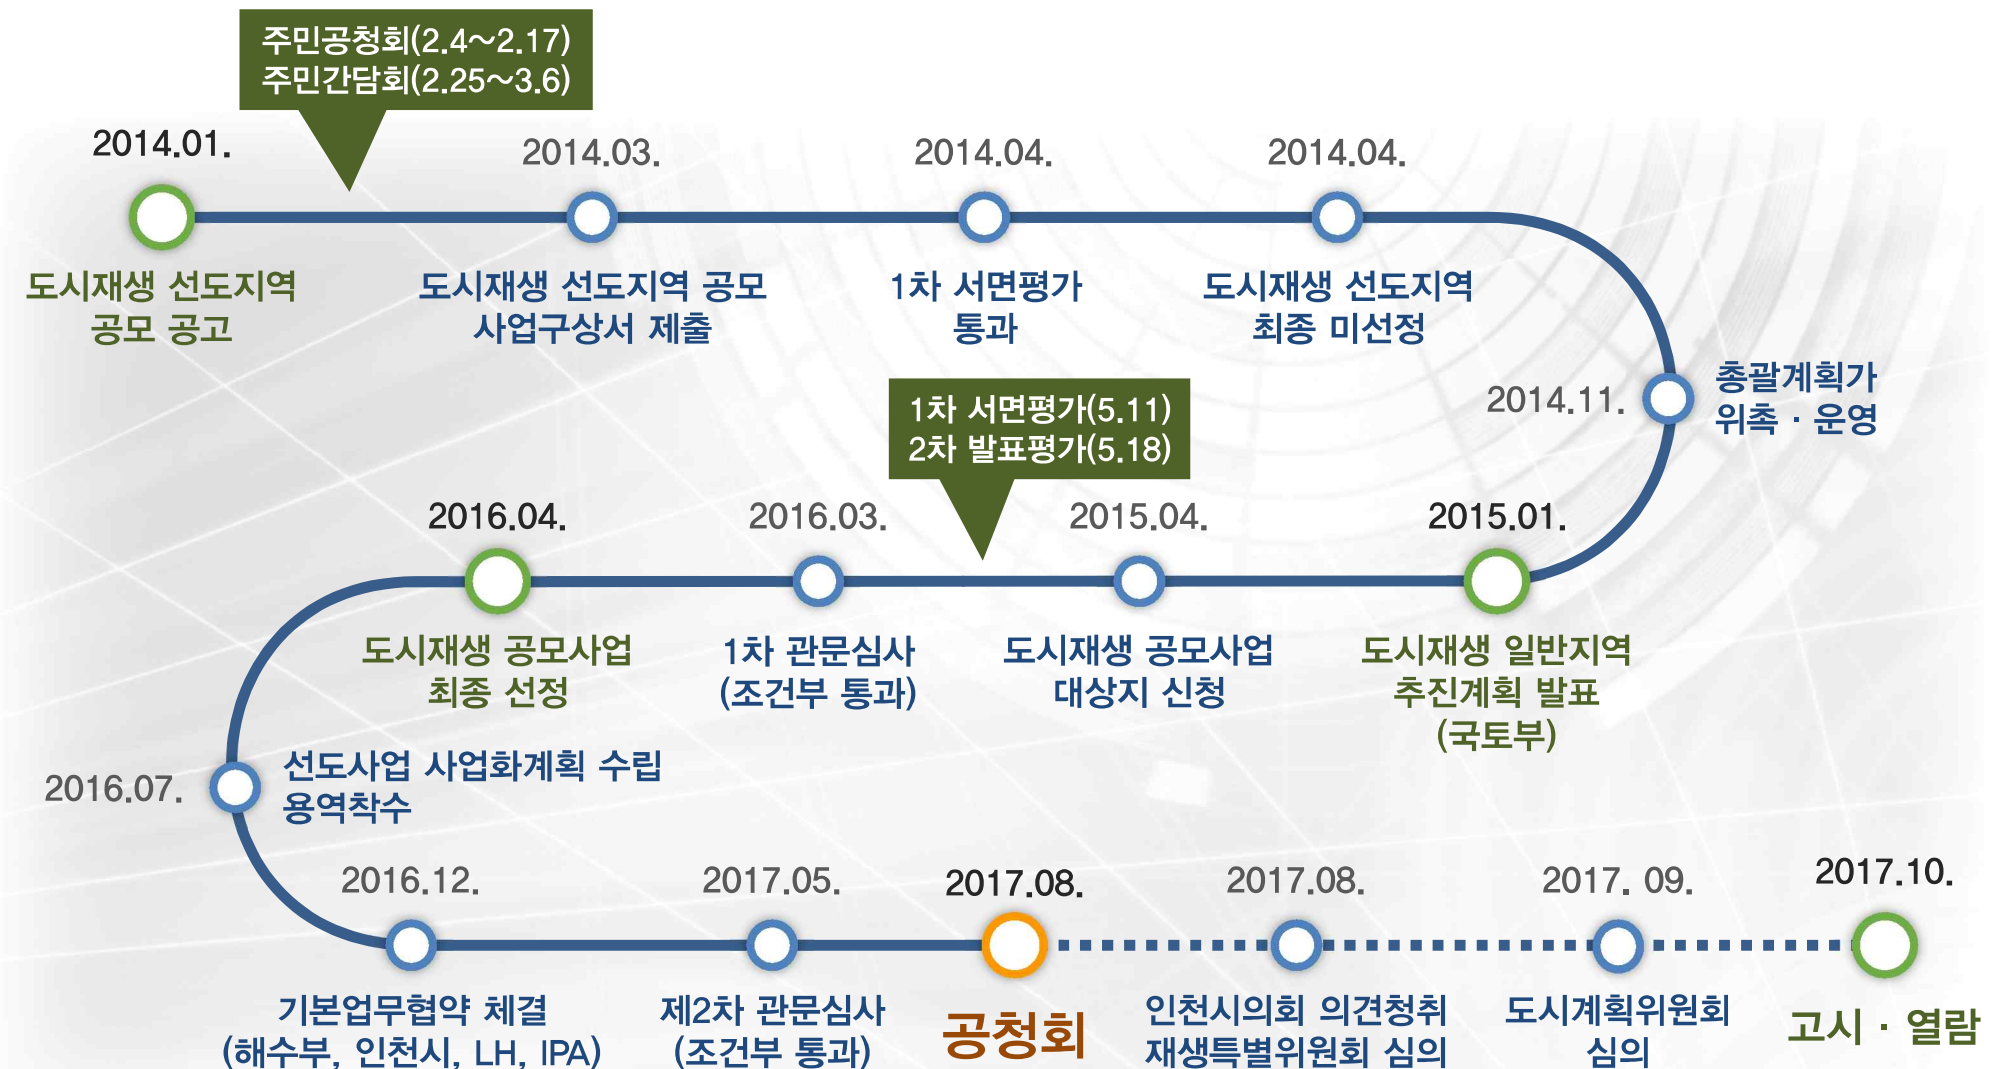 주민공청회(2.4~2.17)
주민간담회(2.25~3.6)
2014.01.
도시재생 선도지역
공모 공고
2014.03.
도시재생 선도지역 공모
사업구상서 제출
2014.04.
1차 서면평가
통과
2014.04.
도시재생 선도지역
최종 미선정
2014.11.
총괄계획가
위촉 · 운영
2015.01.
도시재생 일반지역
추진계획 발표
(국토부)
1차 서면평가(5.11)
2차 발표평가(5.18)
2015.04.
도시재생 공모사업
대상지 신청
2016.03.
1차 관문심사
(조건부 통과)
2016.04.
도시재생 공모사업
최종 선정
2016.07.
선도사업 사업화계획 수립
용역착수
2016.12.
기본업무협약 체결
(해수부, 인천시, LH, IPA)
2017.05.
제2차 관문심사
(조건부 통과)
2017.08.
공청회
2017.08.
인천시의회 의견청취
재생특별위원회 심의
2017. 09.
도시계획위원회
심의
2017.10.
고시 · 열람